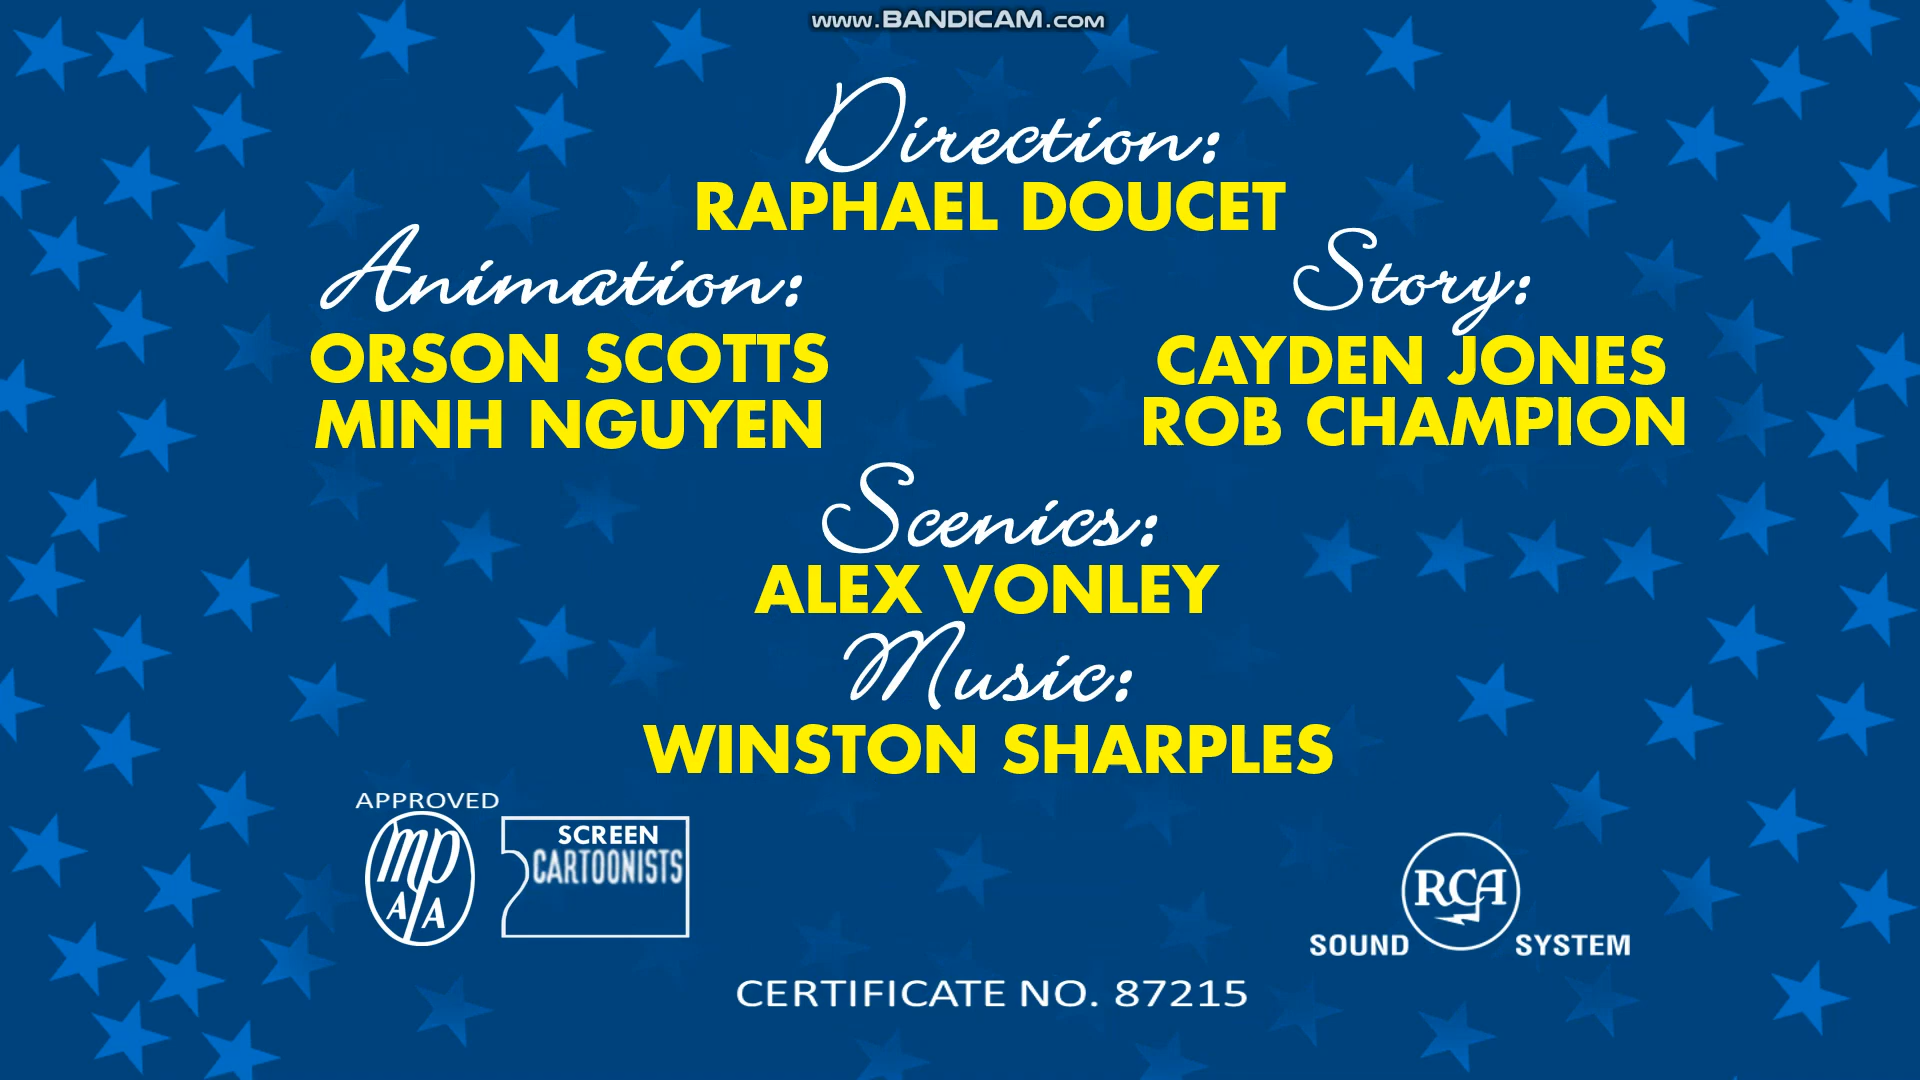 www.BANDICAM.com
Direction:
RAPHAEL DOUCET
Animation:
ORSON SCOTTS
MINH NGUYEN
Story:
CAYDEN JONES
ROB CHAMPION
Scenics:
ALEX VONLEY
Music:
WINSTON SHARPLES
APPROVED
MPAA
SCREEN
CARTOONISTS
RCA
SOUND SYSTEM
CERTIFICATE NO. 87215